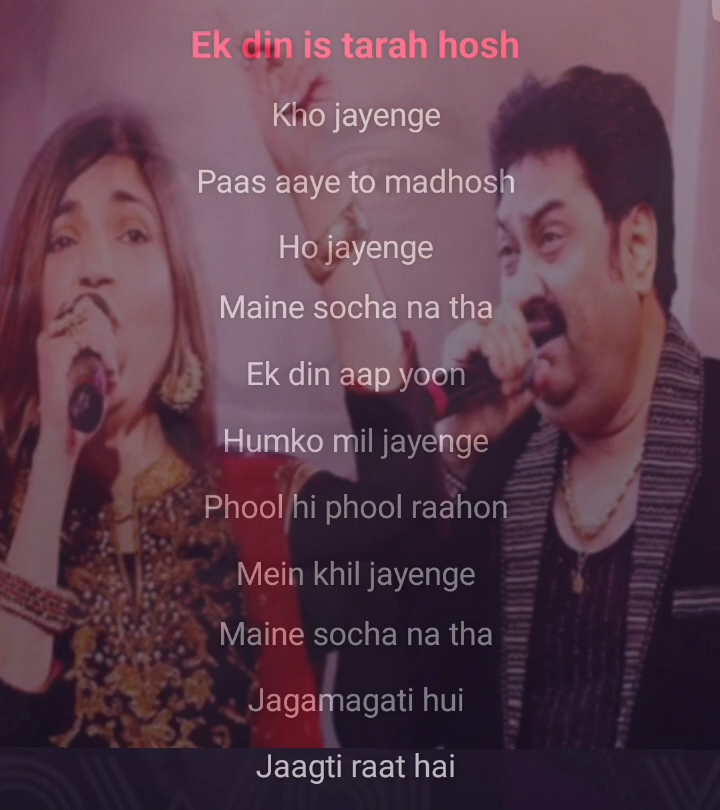 Ek din is tarah hosh
Kho jayenge
Paas aaye to madhosh
Ho jayenge
Maine socha na tha
Ek din aap yoon
Humko mil jayenge
Phool hi phool raahon
Mein khil jayenge
Maine socha na tha
Jagamagati hui
Jaagti raat hai